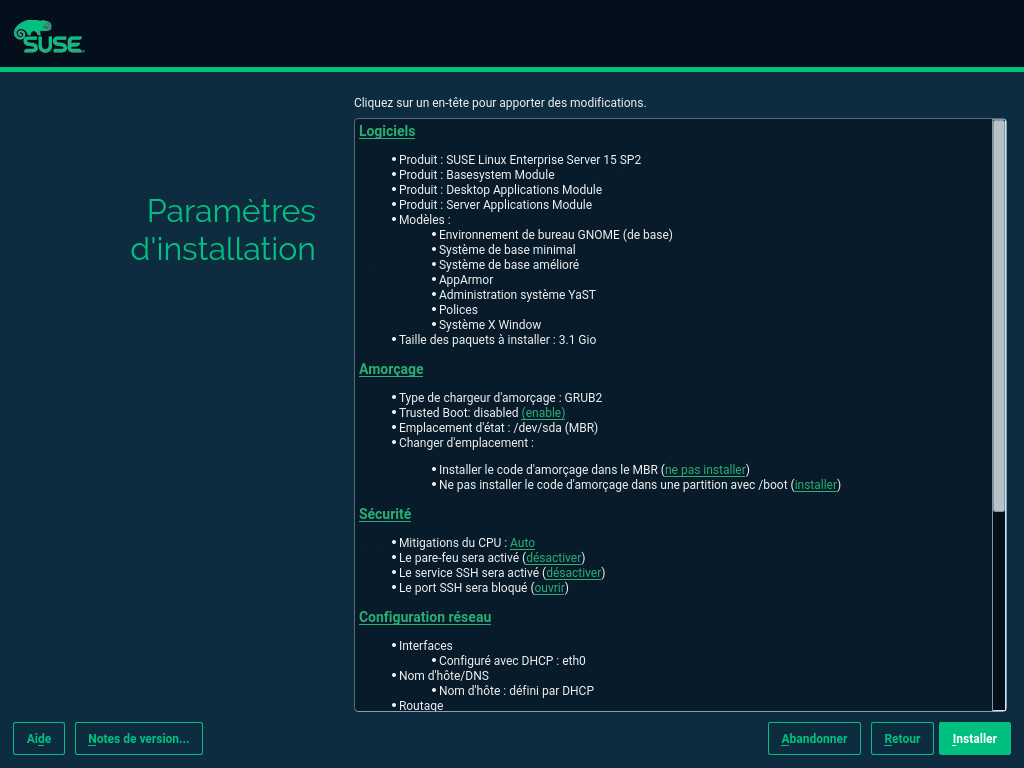 SUSE
Cliquez sur un en-tête pour apporter des modifications.
Paramètres
d'installation
Logiciels
• Produit : SUSE Linux Enterprise Server 15 SP2
• Produit : Basesystem Module
• Produit : Desktop Applications Module
• Produit : Server Applications Module
• Modèles :
• Environnement de bureau GNOME (de base)
• Système de base minimal
• Système de base amélioré
• AppArmor
• Administration système YaST
• Polices
• Système X Window
• Taille des paquets à installer : 3.1 Gio
Amorçage
• Type de chargeur d'amorçage : GRUB2
• Trusted Boot: disabled (enable)
• Emplacement d'état : /dev/sda (MBR)
• Changer d'emplacement :
• Installer le code d'amorçage dans le MBR (ne pas installer)
• Ne pas installer le code d'amorçage dans une partition avec /boot (installer)
Sécurité
• Mitigations du CPU : Auto
• Le pare-feu sera activé (désactiver)
• Le service SSH sera activé (désactiver)
• Le port SSH sera bloqué (ouvrir)
Configuration réseau
• Interfaces
• Configuré avec DHCP : eth0
• Nom d'hôte/DNS
• Nom d'hôte : défini par DHCP
• Routage
Aide
Notes de version...
Abandonner
Retour
Installer